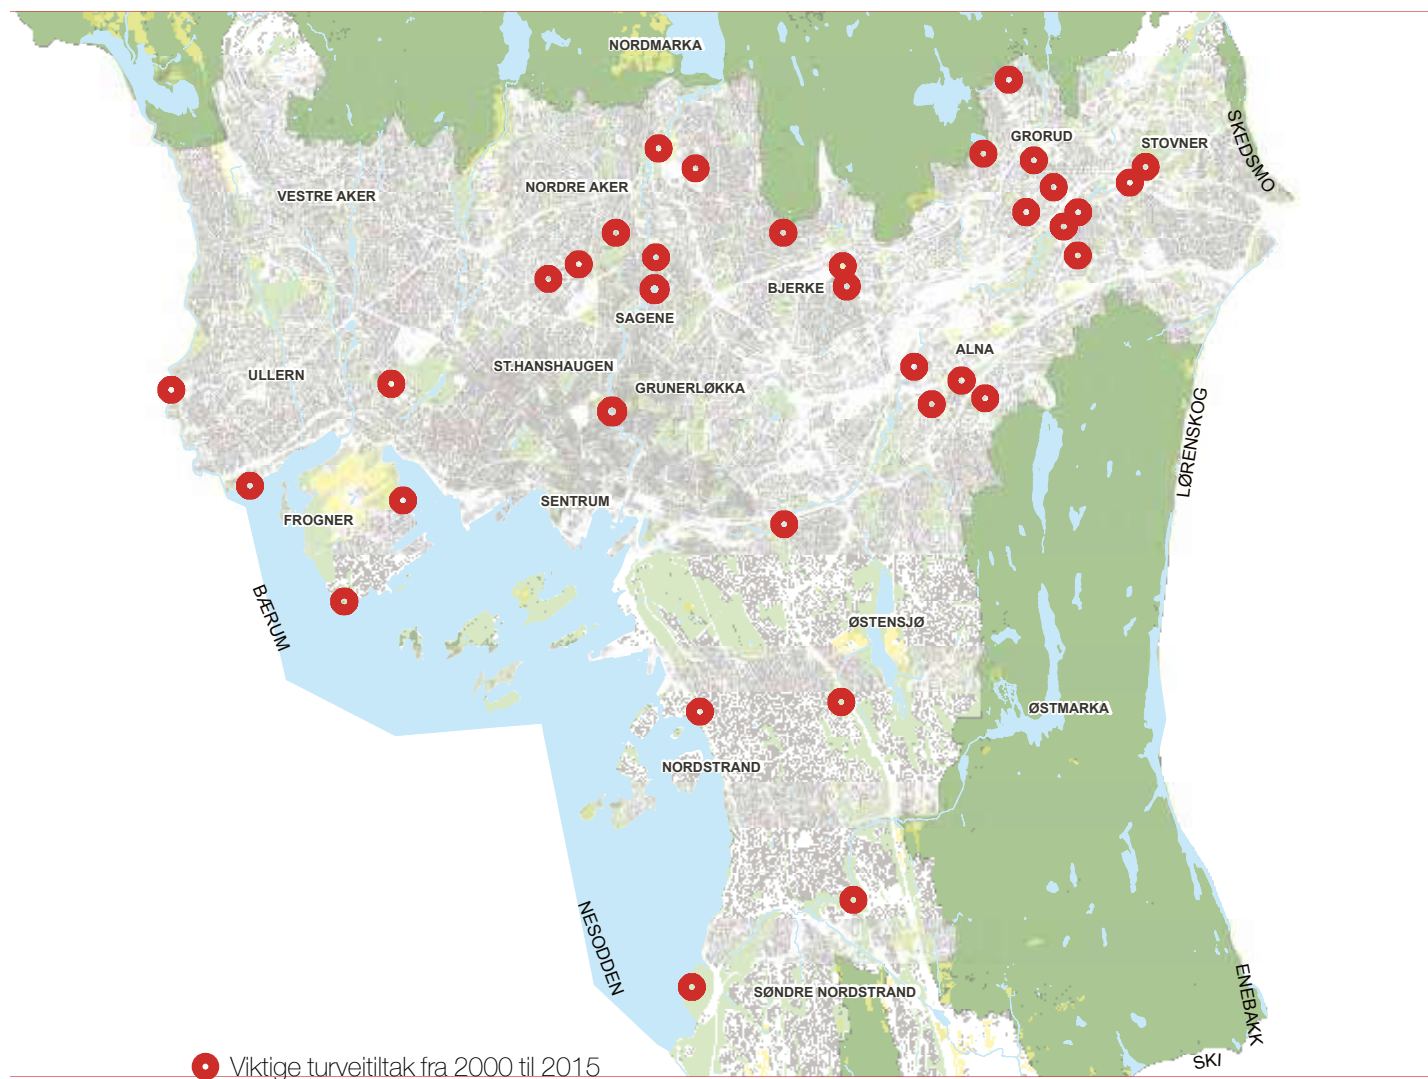 NORDMARKA
SKEDSMO
GRORUD
STOVNER
NORDRE AKER
VESTRE AKER
BJERKE
SAGENE
ALNA
ST.HANSHAUGEN
ULLERN
GRUNERLØKKA
LØRENSKOG
SENTRUM
FROGNER
BÆRUM
ØSTENSJØ
ØSTMARKA
NORDSTRAND
NESODDEN
SØNDRE NORDSTRAND
ENEBAKK
SKI
Viktige turveitiltak fra 2000 til 2015